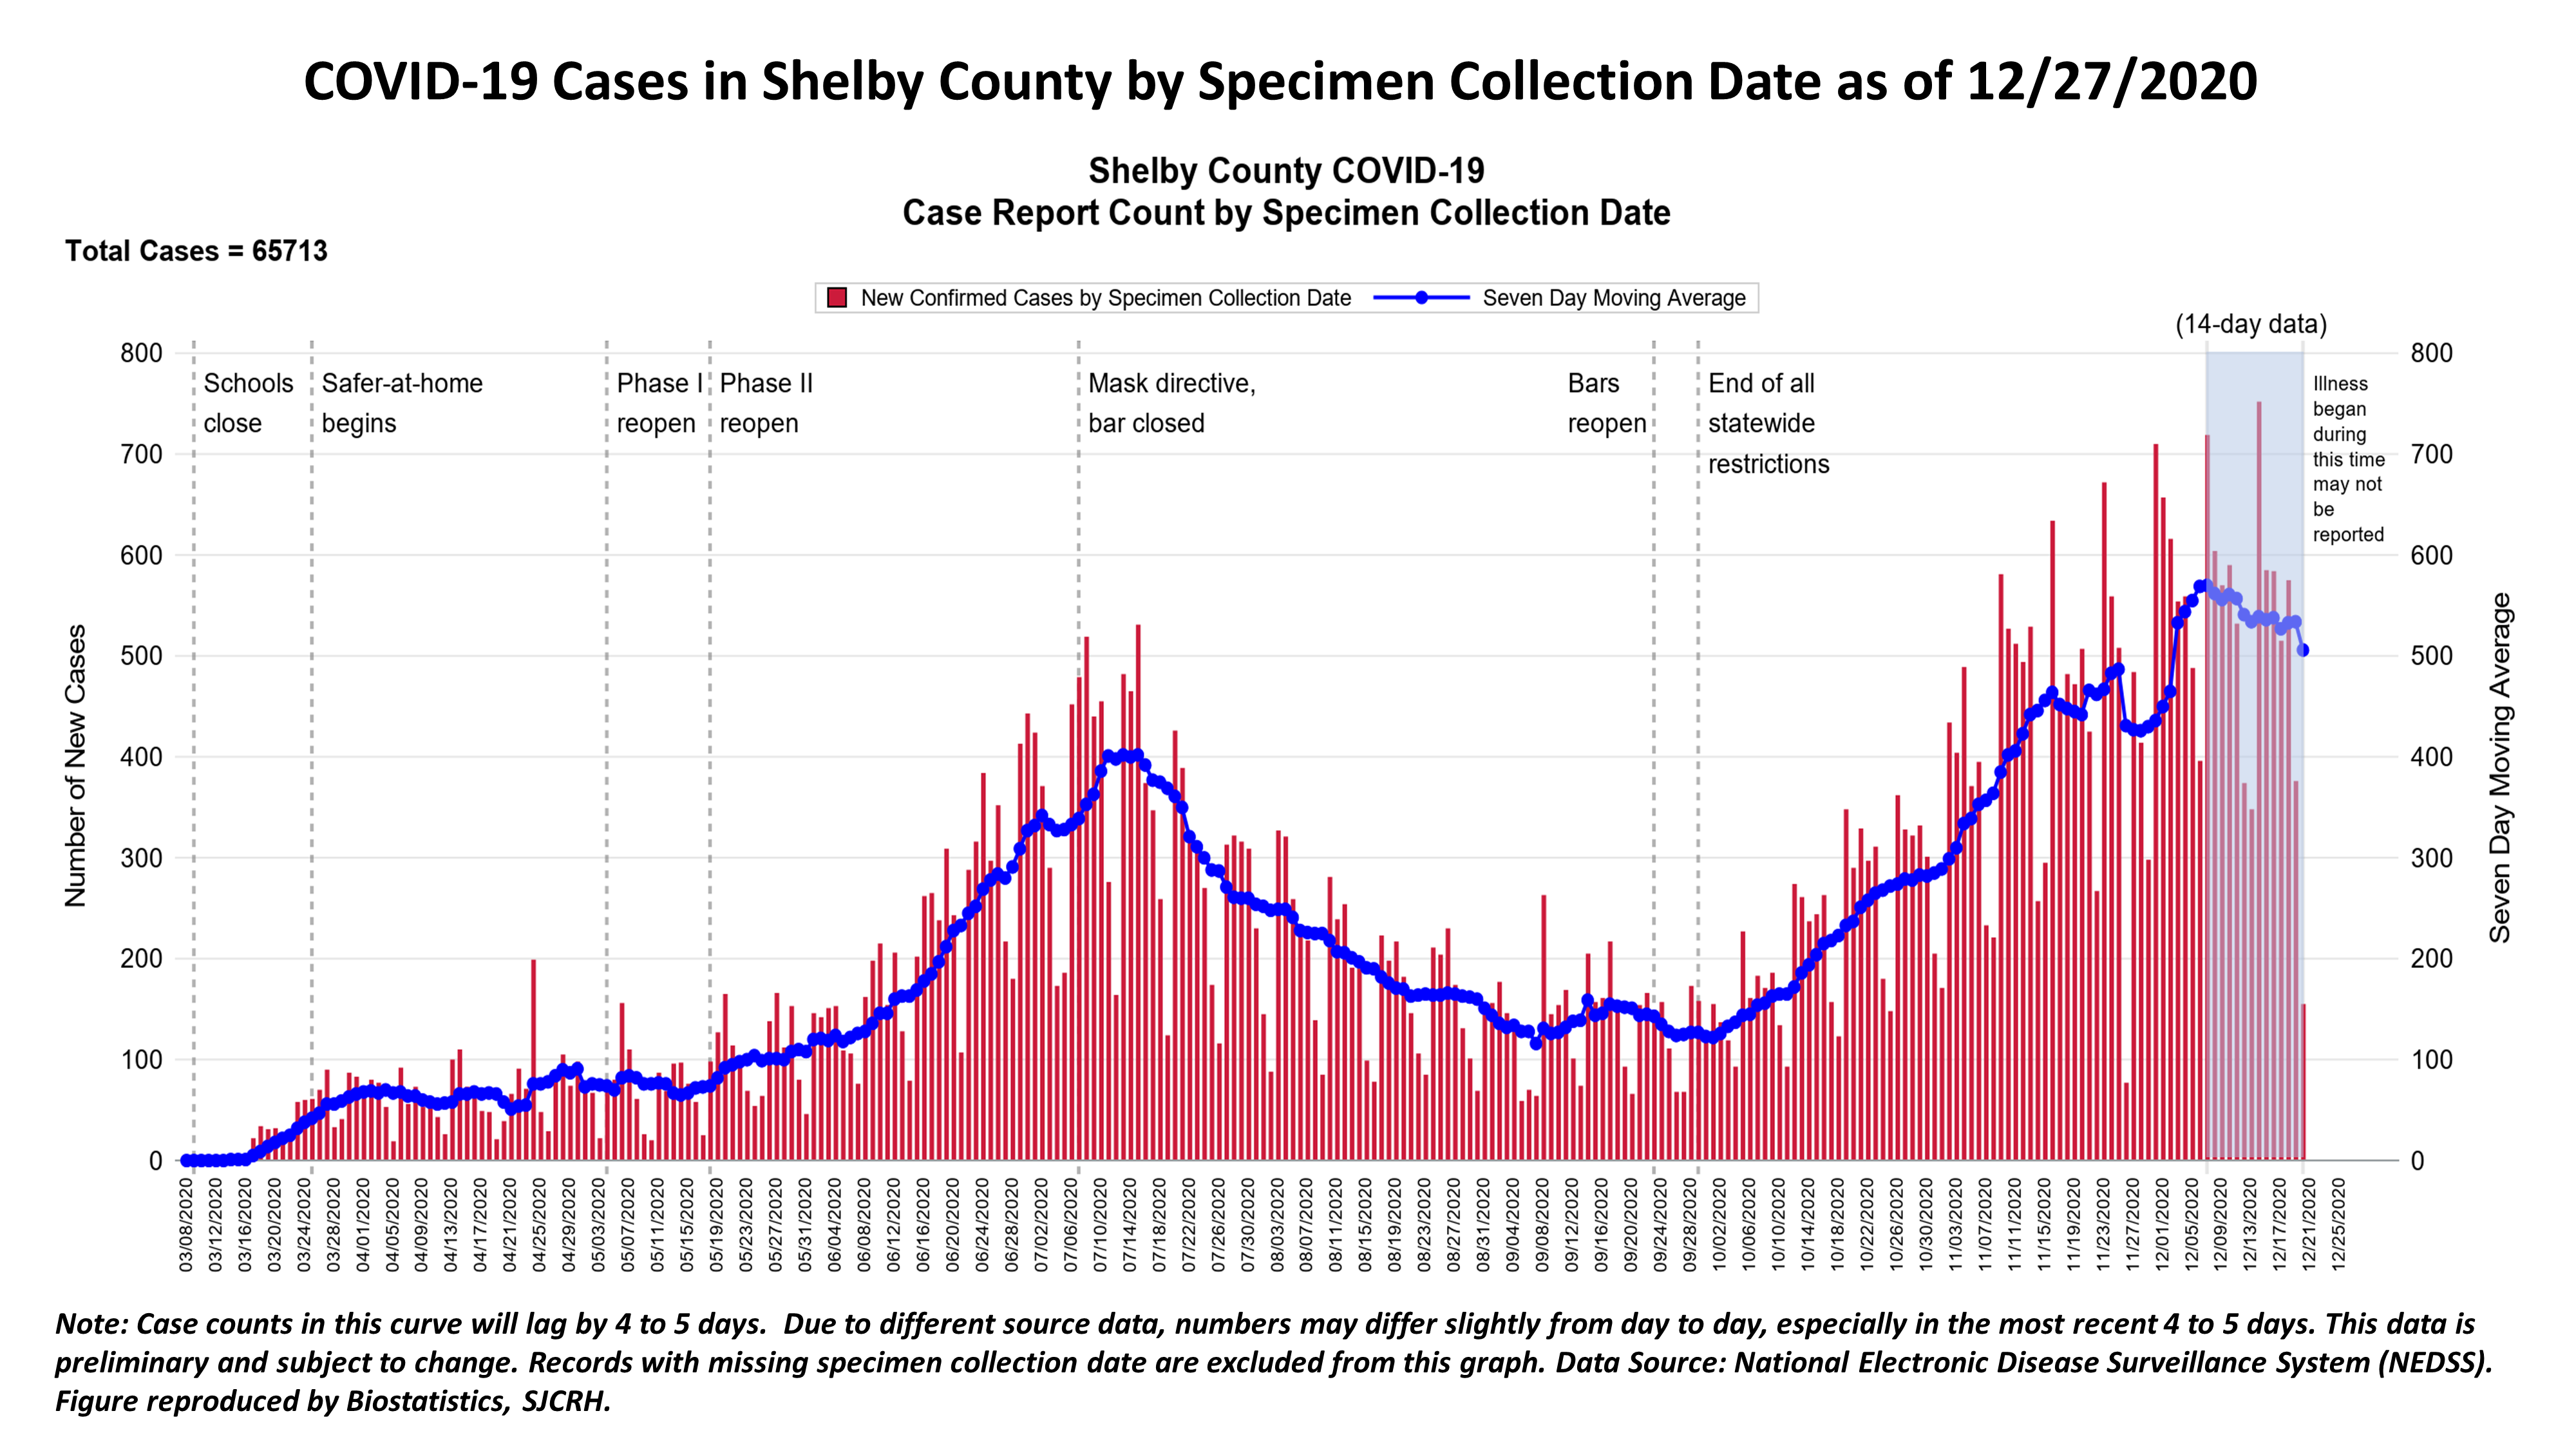 COVID-19 Cases in Shelby County by Specimen Collection Date as of 12/27/2020
Shelby County COVID-19
Case Report Count by Specimen Collection Date
Total Cases = 65713
New Confirmed Cases by Specimen Collection Date
Seven Day Moving Average
(14-day data)
800
700
600
500
400
300
200
100
0
Number of New Cases
Schools
close
Safer-at-home
begins
Phase I
reopen
Phase II
reopen
Mask directive,
bar closed
Bars
reopen
End of all
statewide
restrictions
Illness
began
during
this time
may not
be
reported
800
700
600
500
400
300
200
100
0
Seven Day Moving Average
03/08/2020
03/12/2020
03/16/2020
03/20/2020
03/24/2020
03/28/2020
04/01/2020
04/05/2020
04/09/2020
04/13/2020
04/17/2020
04/21/2020
04/25/2020
04/29/2020
05/03/2020
05/07/2020
05/11/2020
05/15/2020
05/19/2020
05/23/2020
05/27/2020
05/31/2020
06/04/2020
06/08/2020
06/12/2020
06/16/2020
06/20/2020
06/24/2020
06/28/2020
07/02/2020
07/06/2020
07/10/2020
07/14/2020
07/18/2020
07/22/2020
07/26/2020
07/30/2020
08/03/2020
08/07/2020
08/11/2020
08/15/2020
08/19/2020
08/23/2020
08/27/2020
08/31/2020
09/04/2020
09/08/2020
09/12/2020
09/16/2020
09/20/2020
09/24/2020
09/28/2020
10/02/2020
10/06/2020
10/10/2020
10/14/2020
10/18/2020
10/22/2020
10/26/2020
10/30/2020
11/03/2020
11/07/2020
11/11/2020
11/15/2020
11/19/2020
11/23/2020
11/27/2020
12/01/2020
12/05/2020
12/09/2020
12/13/2020
12/17/2020
12/21/2020
12/25/2020
Note: Case counts in this curve will lag by 4 to 5 days.  Due to different source data, numbers may differ slightly from day to day, especially in the most recent 4 to 5 days. This data is
preliminary and subject to change. Records with missing specimen collection date are excluded from this graph. Data Source: National Electronic Disease Surveillance System (NEDSS).
Figure reproduced by Biostatistics, SJCRH.